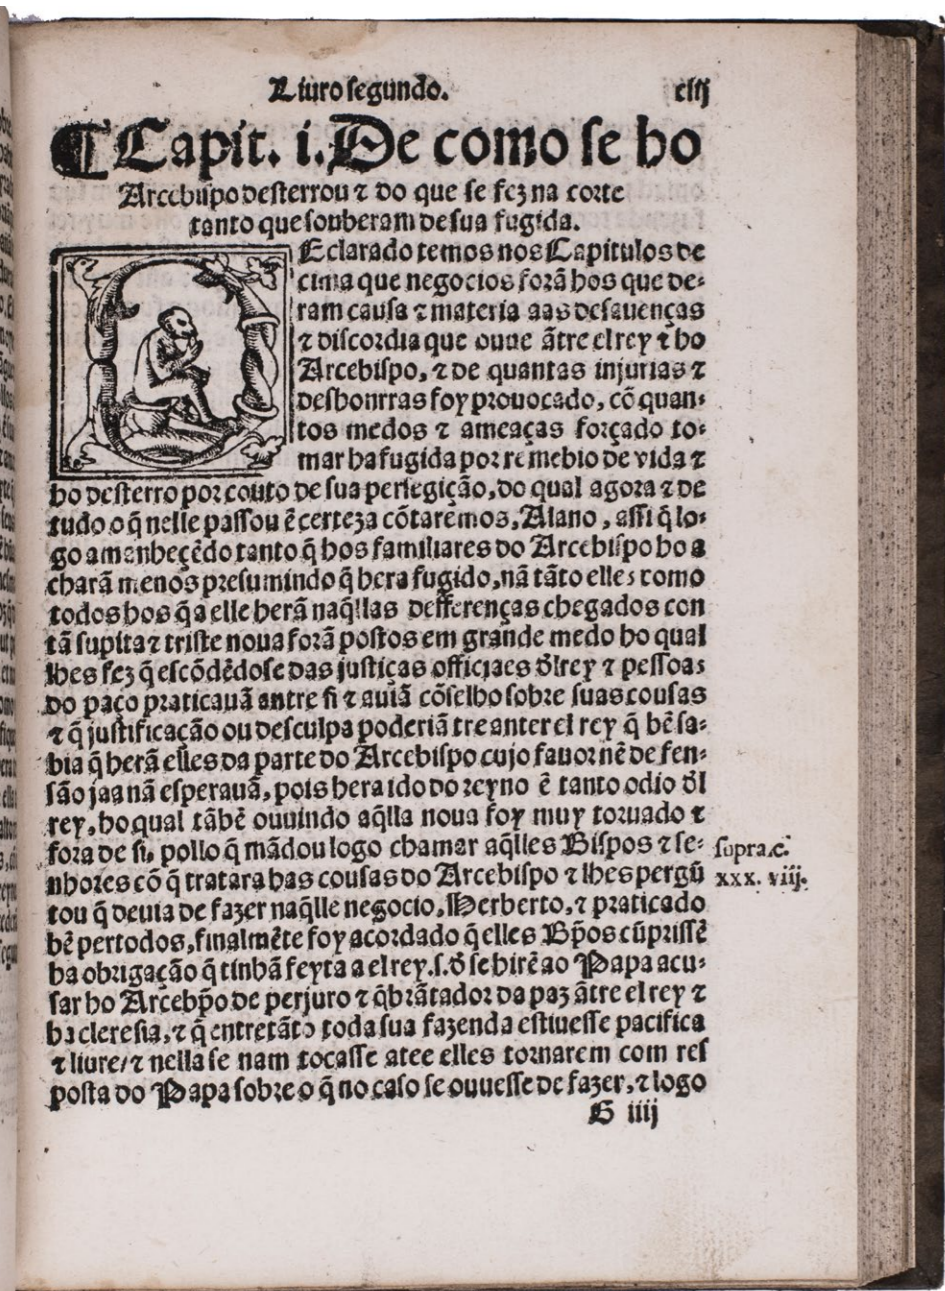 Liuro segundo. ciij
¶ Capit. i. De como se ho
Arcebispo desterrou ⁊ do que se fez na corte
tanto que souberam de sua fugida.
DEclarado temos nos Capitulos de
cima que negocios forã hos que de-
ram causa ⁊ materia aas desauenças
⁊ discordia que ouue ãtre el rey ⁊ ho
Arcebispo, ⁊ de quantas injurias ⁊
deshonrras foy prouocado, cõ quan-
tos medos ⁊ ameaças forçado to-
mar ha fugida por remebio de vida ⁊
ho desterro por couto de sua persegição, do qual agora ⁊ de
tudo o q̃ nelle passou ẽ certeza cõtaremos, Alano, assi q̃ lo-
go amanheçẽdo tanto q̃ hos familiares do Arcebispo ho a
charã menos presumindo q̃ hera fugido, nã tãto elles como
todos hos q̃ a elle herã naq̃llas defferenças chegados con
tã supita ⁊ triste noua forã postos em grande medo ho qual
lhes fez q̃ escõdẽdose das justiças officiaes d̃lrey ⁊ pessoas
do paço praticauã antre si ⁊ auiã cõselho sobre suas cousas
⁊ q̃ justificação ou desculpa poderiã tre anter el rey q̃ bẽ sa-
bia q̃ herã elles da parte do Arcebispo cujo fauor nẽ defen-
são jaa nã esperauã, pois hera ido do reyno ẽ tanto odio d̃l
rey, ho qual tãbẽ ouuindo aq̃lla noua foy muy toruado ⁊
fora de si, pollo q̃ mãdou logo chamar aq̃lles Bispos ⁊ se- supra.c.
nhores cõ q̃ tratara has cousas do Arcebispo ⁊ lhes pergũ xxx. viij.
tou q̃ deuia de fazer naq̃lle negocio, Herberto, ⁊ praticado
bẽ per todos, finalmẽte foy acordado q̃ elles Bp̃os cũprissẽ
ha obrigação q̃ tinhã feyta a el rey .s. d̃ se hirẽ ao Papa acu-
sar ho Arcebp̃o de perjuro ⁊ q̃brãtador da paz ãtre el rey ⁊
ha cleresia, ⁊ q̃ entretãto toda sua fazenda estiuesse pacifica
⁊ liure/ ⁊ nella se nam tocasse atee elles tornarem com res
posta do Papa sobre o q̃ no caso se ouuesse de fazer, ⁊ logo
G iiij